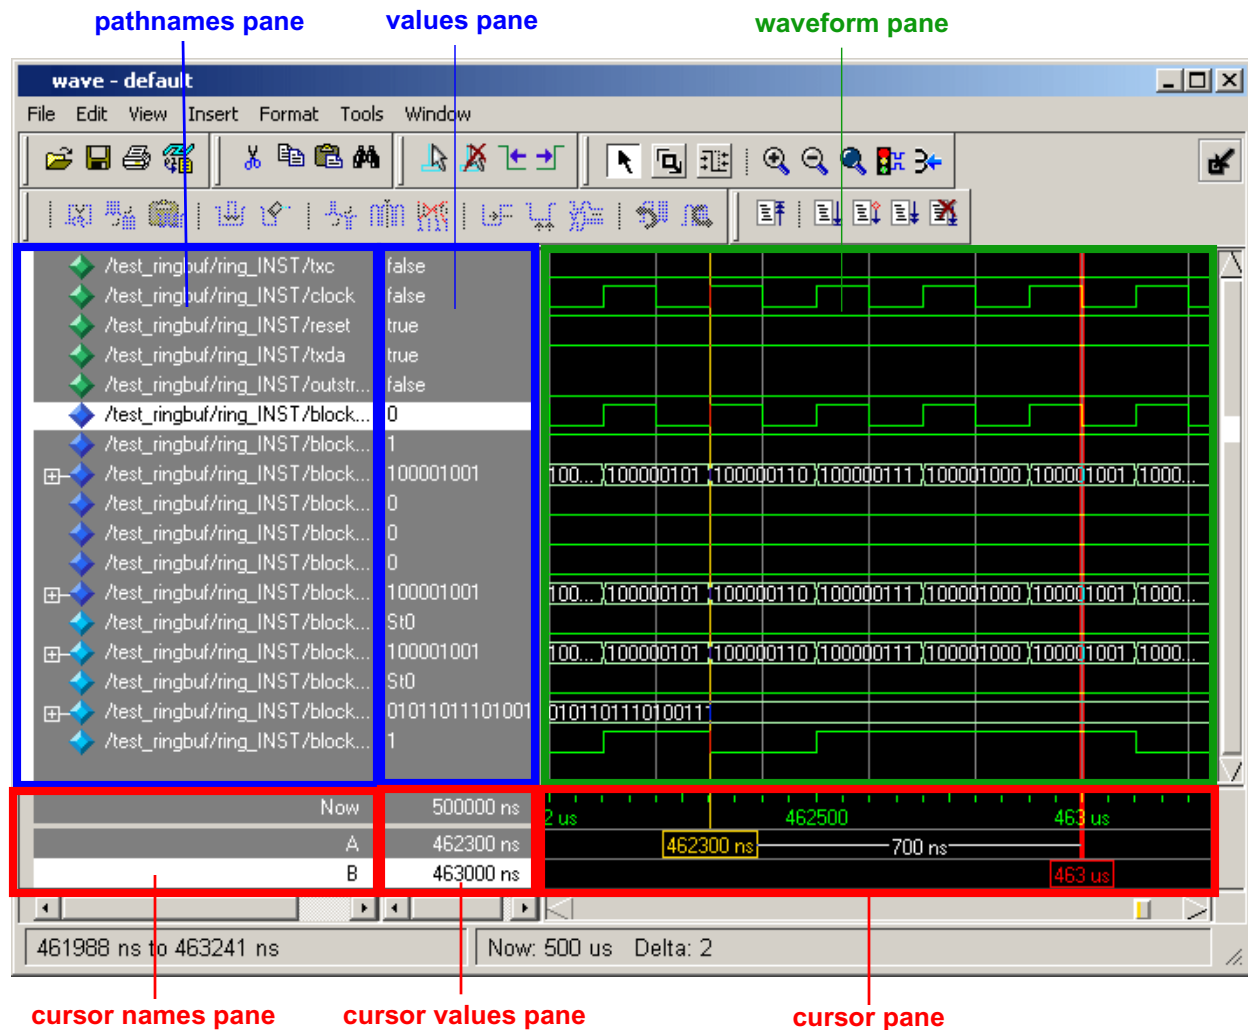 pathnames pane values pane waveform pane
wave - default
File Edit View Insert Format Tools Window
/test_ringbuf/ring_INST/txc false
/test_ringbuf/ring_INST/clock false
/test_ringbuf/ring_INST/reset true
/test_ringbuf/ring_INST/txda true
/test_ringbuf/ring_INST/outstr... false
/test_ringbuf/ring_INST/block... 0
/test_ringbuf/ring_INST/block... 1
/test_ringbuf/ring_INST/block... 100001001 100... 100000101 100000110 100000111 100001000 100001001 1000...
/test_ringbuf/ring_INST/block... 0
/test_ringbuf/ring_INST/block... 0
/test_ringbuf/ring_INST/block... 0
/test_ringbuf/ring_INST/block... 100001001 100... 100000101 100000110 100000111 100001000 100001001 1000...
/test_ringbuf/ring_INST/block... St0
/test_ringbuf/ring_INST/block... 100001001 100... 100000101 100000110 100000111 100001000 100001001 1000...
/test_ringbuf/ring_INST/block... St0
/test_ringbuf/ring_INST/block... 01011011101001 010110111010011
/test_ringbuf/ring_INST/block... 1
Now 500000 ns 2 us 462500 463 us
A 462300 ns 462300 ns 700 ns
B 463000 ns 463 us
461988 ns to 463241 ns Now: 500 us Delta: 2
cursor names pane cursor values pane cursor pane